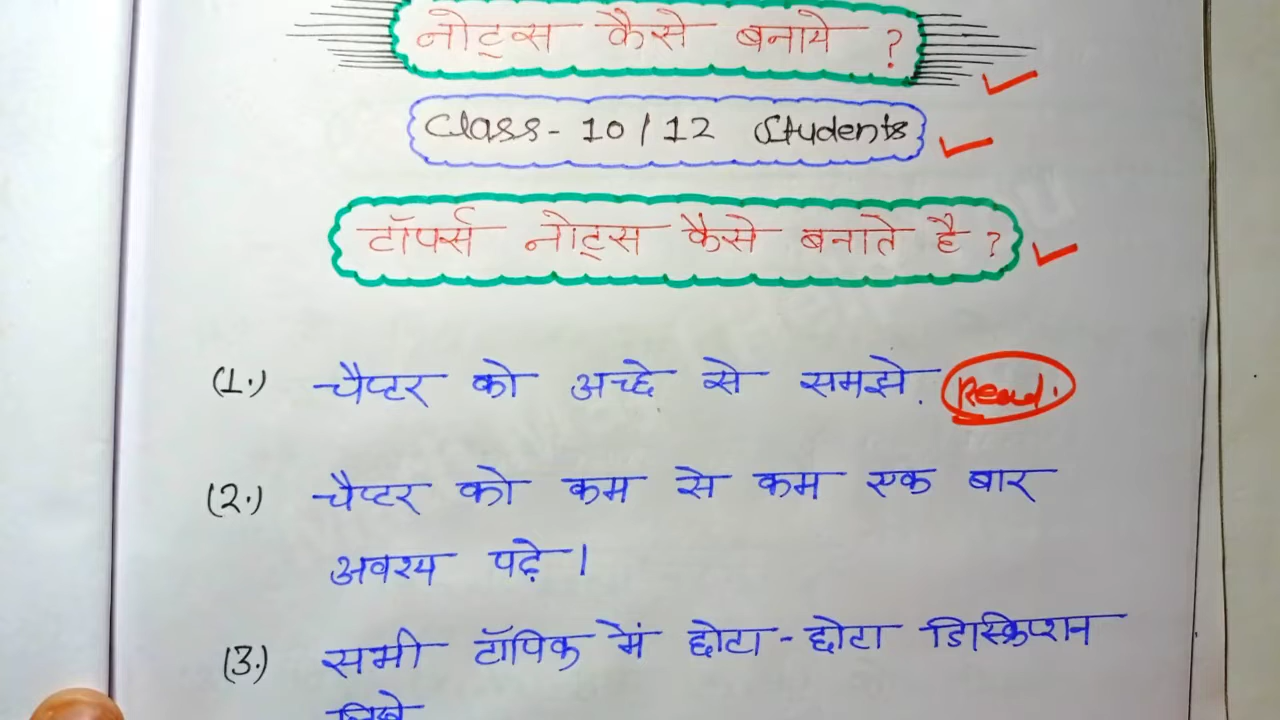 नोट्स कैसे बनाये ?
Class- 10 / 12 Students
टॉपर्स नोट्स कैसे बनाते है ?
(1.) चैप्टर को अच्छे से समझे. Read.
(2.) चैप्टर को कम से कम एक बार
अवश्य पढ़े ।
(3.) सभी टॉपिक में छोटा-छोटा डिस्क्रिप्शन
लिखे